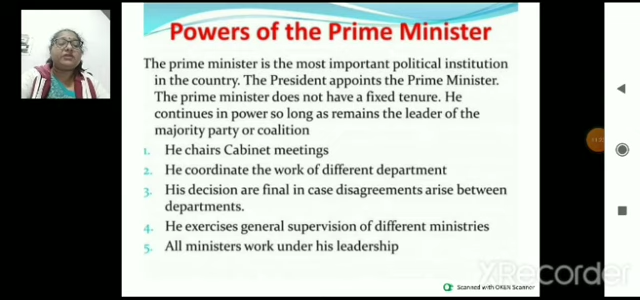 Powers of the Prime Minister
The prime minister is the most important political institution
in the country. The President appoints the Prime Minister.
The prime minister does not have a fixed tenure. He
continues in power so long as remains the leader of the
majority party or coalition
1. He chairs Cabinet meetings
2. He coordinate the work of different department
3. His decision are final in case disagreements arise between
departments.
4. He exercises general supervision of different ministries
5. All ministers work under his leadership
Scanned with OKEN Scanner
XRecorder